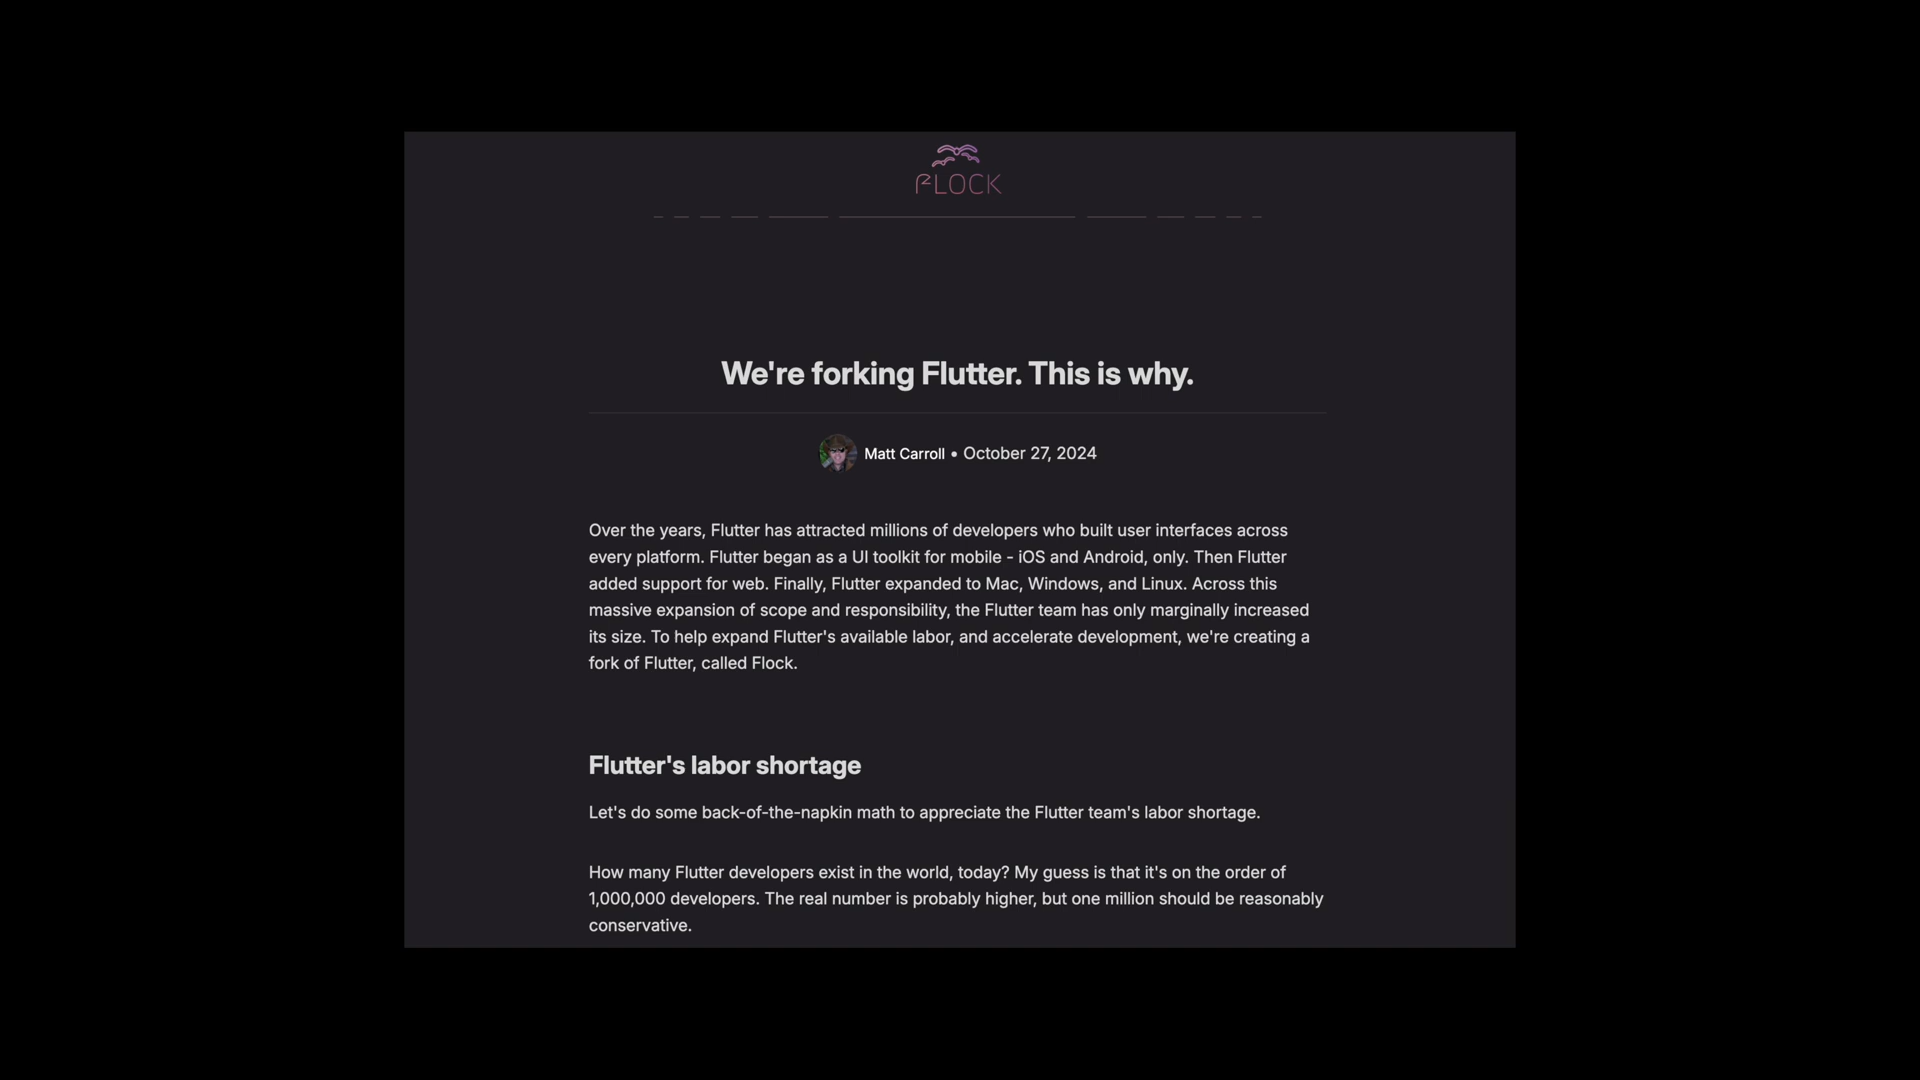 FLOCK
We're forking Flutter. This is why.
Matt Carroll • October 27, 2024
Over the years, Flutter has attracted millions of developers who built user interfaces across
every platform. Flutter began as a UI toolkit for mobile - iOS and Android, only. Then Flutter
added support for web. Finally, Flutter expanded to Mac, Windows, and Linux. Across this
massive expansion of scope and responsibility, the Flutter team has only marginally increased
its size. To help expand Flutter's available labor, and accelerate development, we're creating a
fork of Flutter, called Flock.
Flutter's labor shortage
Let's do some back-of-the-napkin math to appreciate the Flutter team's labor shortage.
How many Flutter developers exist in the world, today? My guess is that it's on the order of
1,000,000 developers. The real number is probably higher, but one million should be reasonably
conservative.